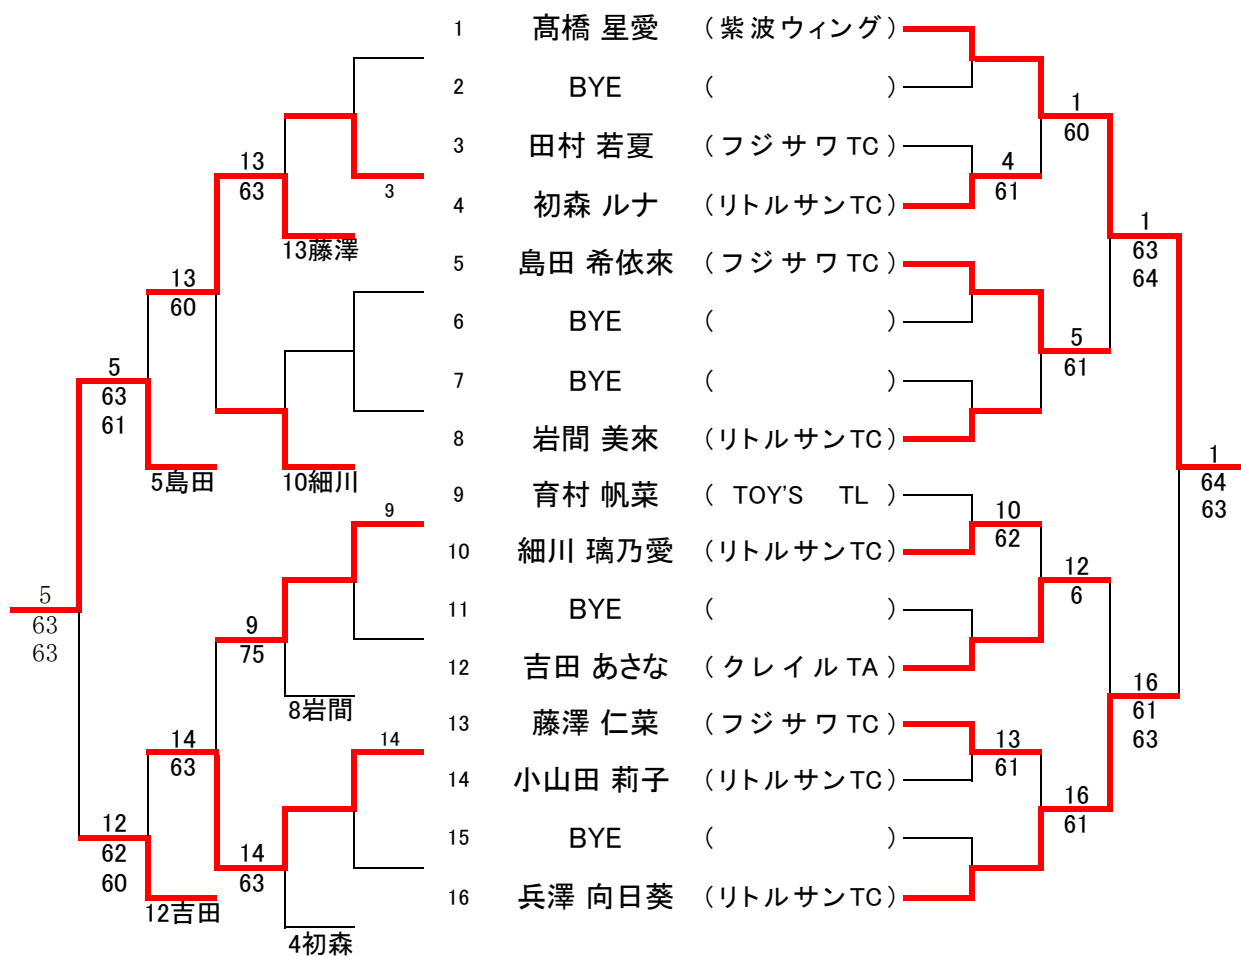 1 髙橋 星愛 (紫波ウィング)
2 BYE ( )
1
60
3 田村 若夏 (フジサワTC)
13
63
3
4
61
4 初森 ルナ (リトルサンTC)
13藤澤
1
63
64
5 島田 希依來 (フジサワTC)
13
60
6 BYE ( )
5
61
7 BYE ( )
5
63
61
8 岩間 美來 (リトルサンTC)
1
64
63
5島田
10細川
9 育村 帆菜 ( TOY'S TL )
9
10
62
10 細川 璃乃愛 (リトルサンTC)
12
6
11 BYE ( )
5
63
63
9
75
12 吉田 あさな (クレイルTA)
16
61
63
8岩間
13 藤澤 仁菜 (フジサワTC)
14
63
14
13
61
14 小山田 莉子 (リトルサンTC)
16
61
15 BYE ( )
12
62
60
14
63
16 兵澤 向日葵 (リトルサンTC)
12吉田
4初森